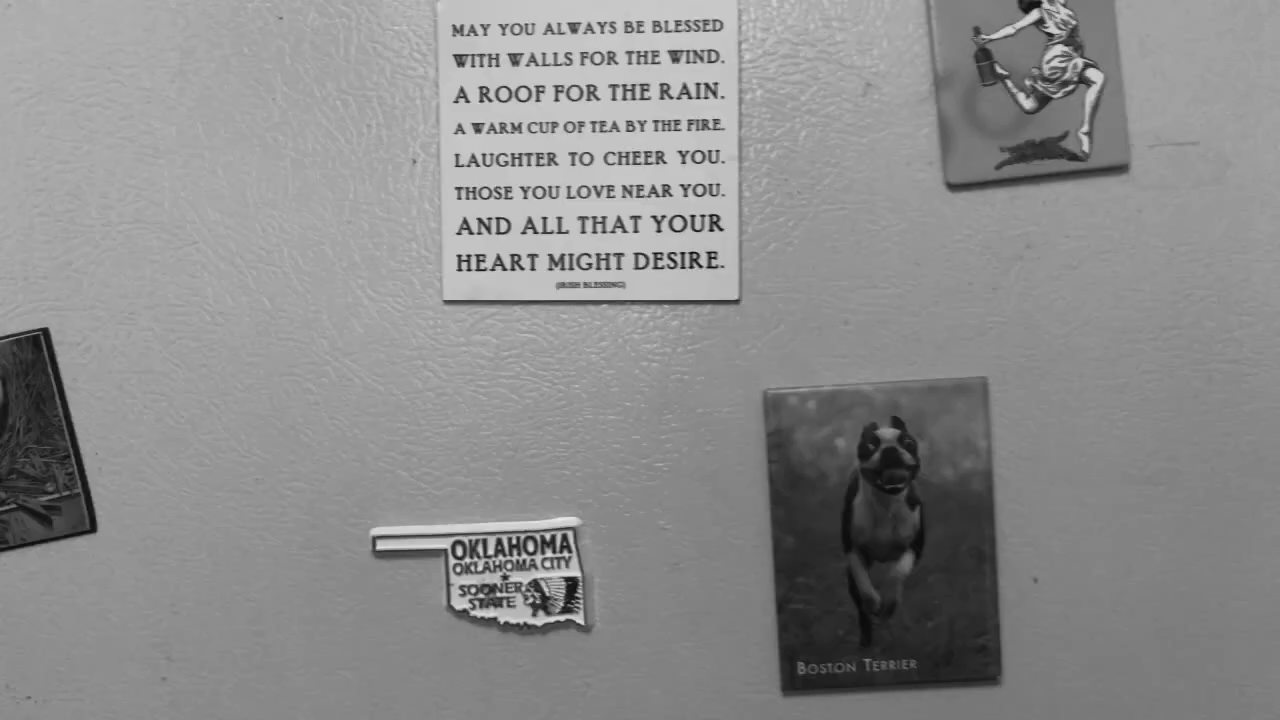 MAY YOU ALWAYS BE BLESSED
WITH WALLS FOR THE WIND.
A ROOF FOR THE RAIN.
A WARM CUP OF TEA BY THE FIRE.
LAUGHTER TO CHEER YOU.
THOSE YOU LOVE NEAR YOU.
AND ALL THAT YOUR
HEART MIGHT DESIRE.
(IRISH BLESSING)
OKLAHOMA
OKLAHOMA CITY
SOONER
STATE
BOSTON TERRIER